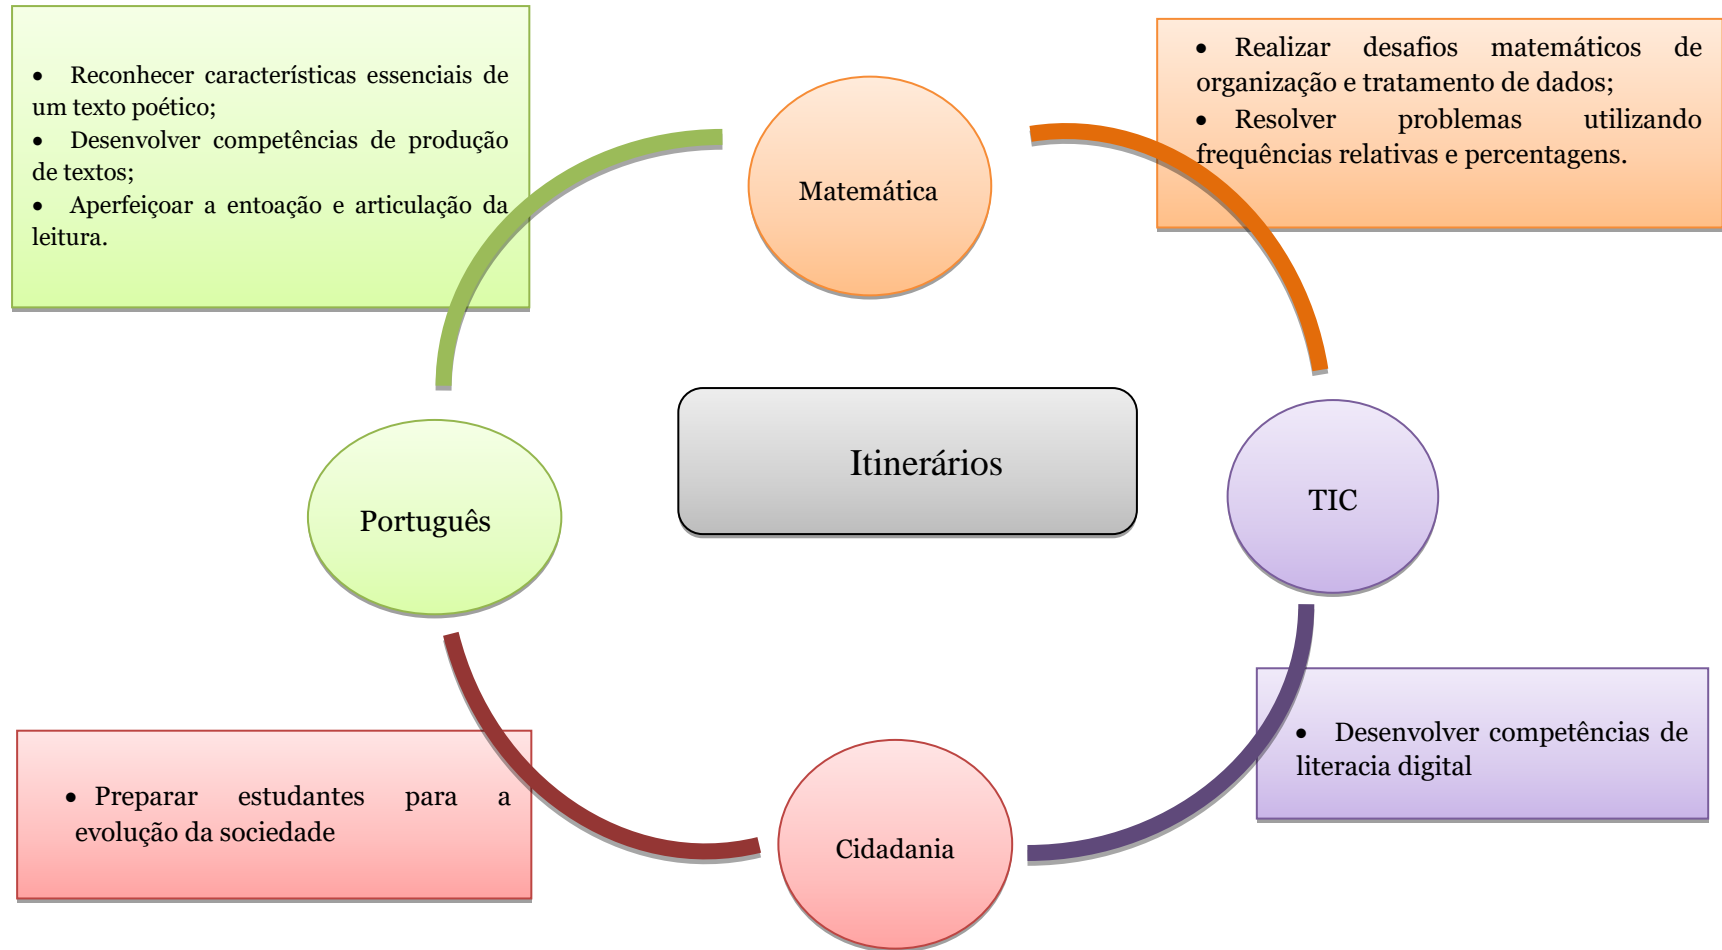 • Reconhecer características essenciais de
um texto poético;
• Desenvolver competências de produção
de textos;
• Aperfeiçoar a entoação e articulação da
leitura.
Matemática
• Realizar desafios matemáticos de
organização e tratamento de dados;
• Resolver problemas utilizando
frequências relativas e percentagens.
Português
Itinerários
TIC
• Preparar estudantes para a
evolução da sociedade
Cidadania
• Desenvolver competências de
literacia digital